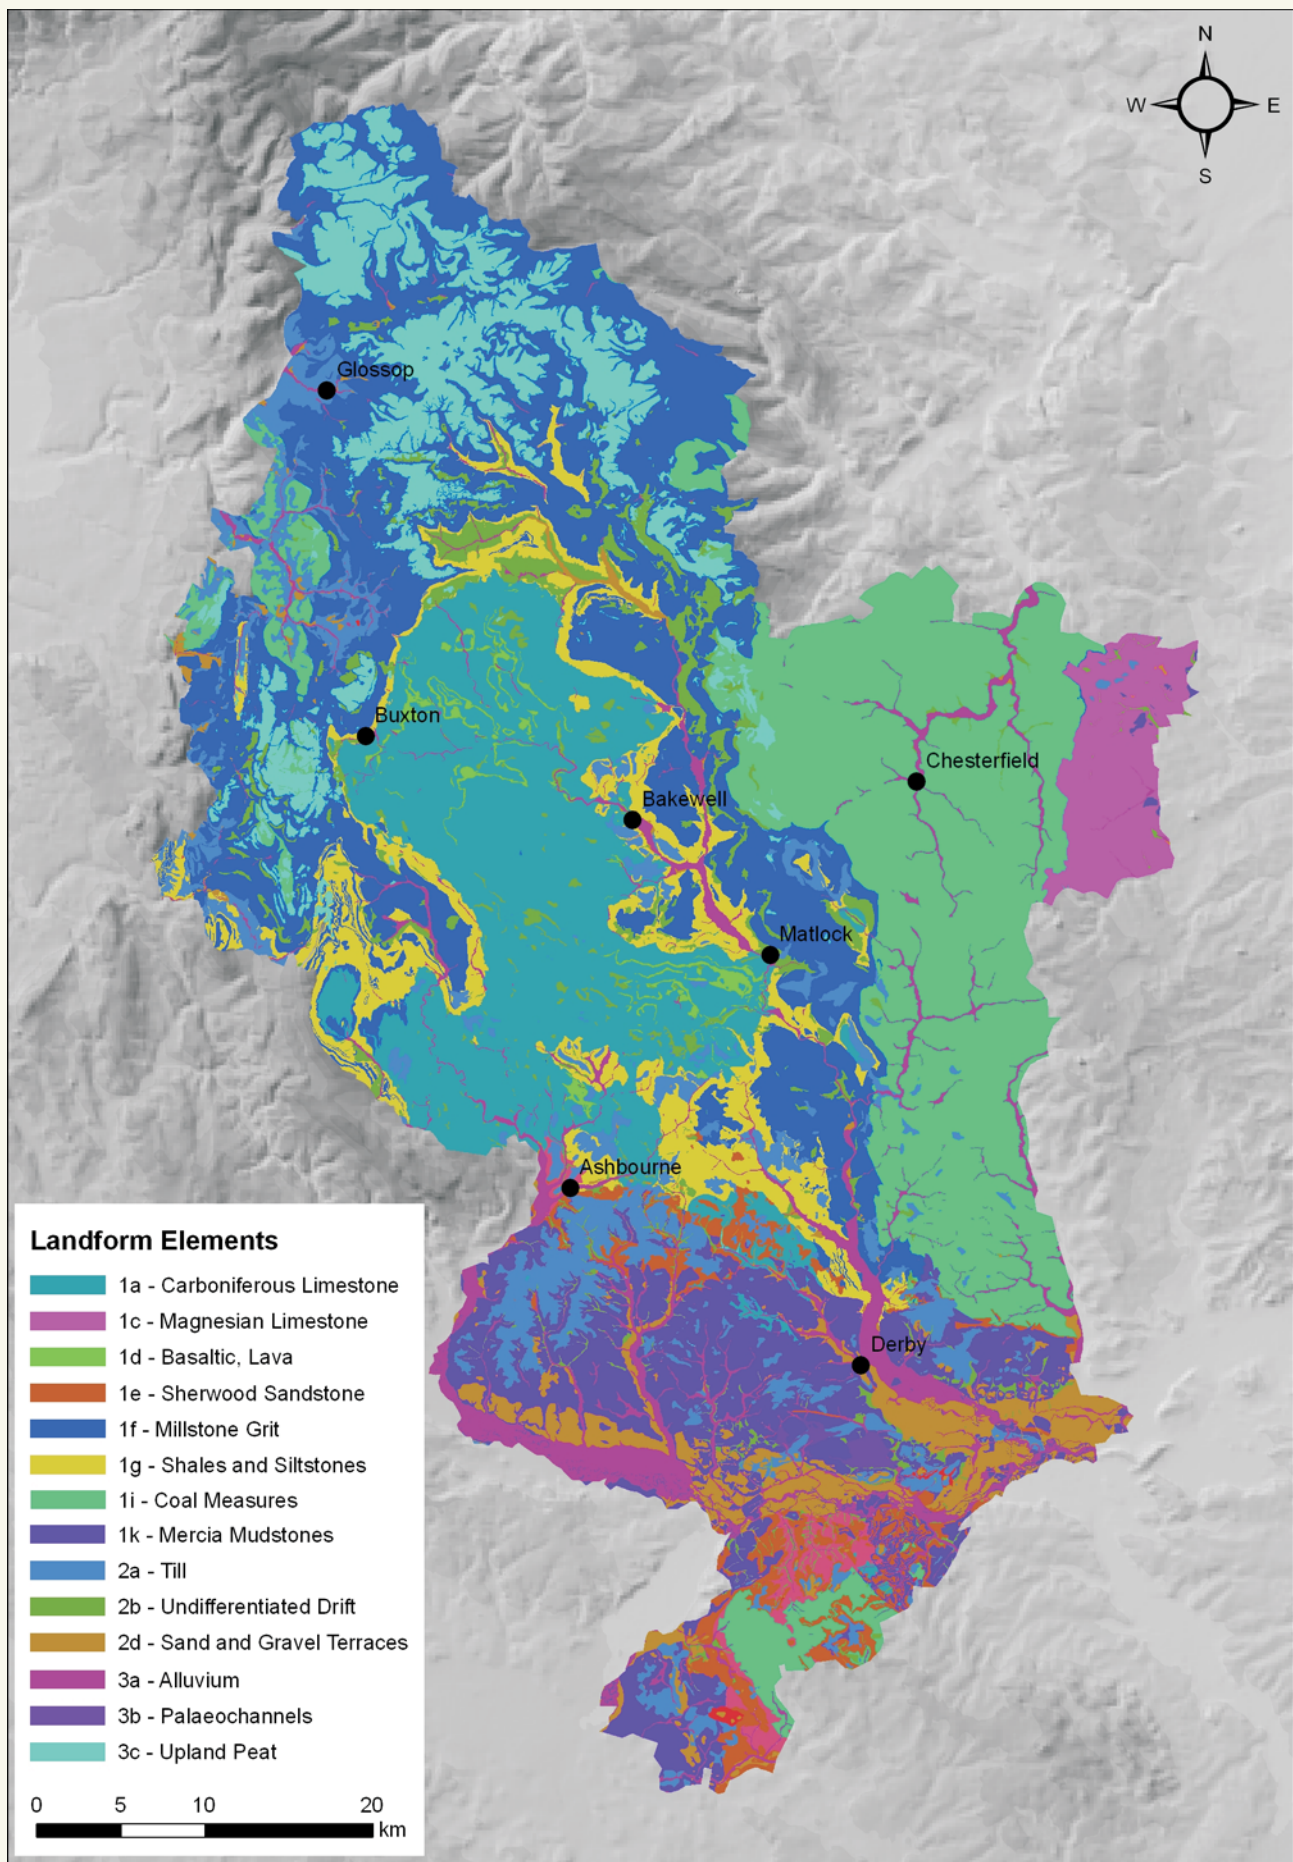 N
W E
S
Glossop
Buxton
Chesterfield
Bakewell
Matlock
Ashbourne
Derby
Landform Elements
1a - Carboniferous Limestone
1c - Magnesian Limestone
1d - Basaltic, Lava
1e - Sherwood Sandstone
1f - Millstone Grit
1g - Shales and Siltstones
1i - Coal Measures
1k - Mercia Mudstones
2a - Till
2b - Undifferentiated Drift
2d - Sand and Gravel Terraces
3a - Alluvium
3b - Palaeochannels
3c - Upland Peat
0 5 10 20
km